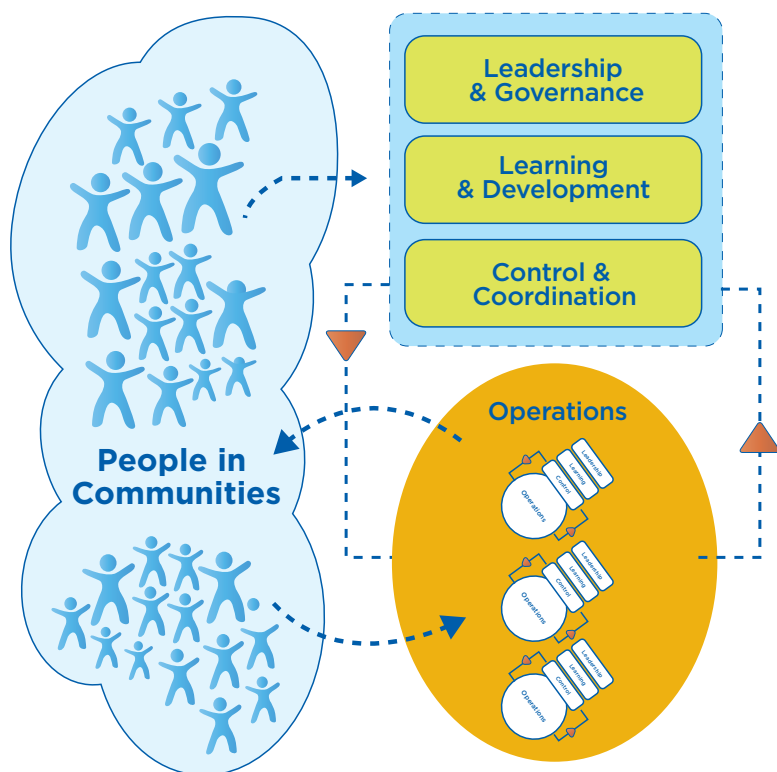 Leadership
& Governance
Learning
& Development
Control &
Coordination
People in
Communities
Operations
Operations
Control
Learning
Leadership
Operations
Control
Learning
Leadership
Operations
Control
Learning
Leadership